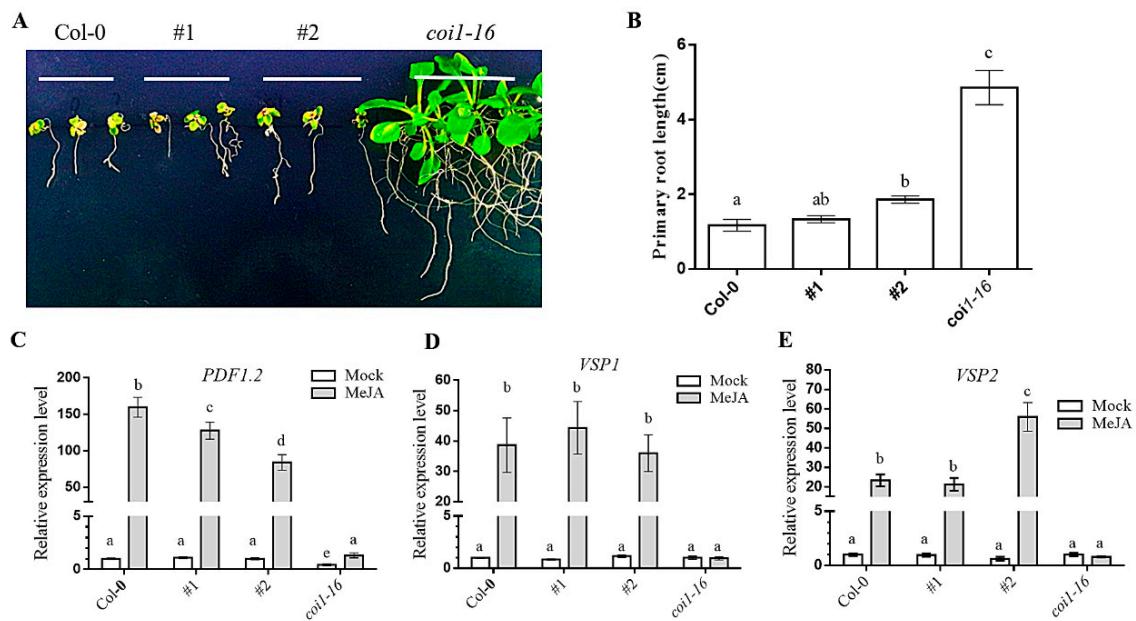 A
Col-0 #1 #2 coi1-16
B
Primary root length(cm)
6
4
2
0
a ab b c
Col-0 #1 #2 coi1-16
C
PDF1.2
Mock
MeJA
Relative expression level
200
150
100
50
5
0
a b a c a d e a
Col-0 #1 #2 coi1-16
D
VSP1
Mock
MeJA
Relative expression level
60
50
40
30
20
10
5
0
a b a b a b a a
Col-0 #1 #2 coi1-16
E
VSP2
Mock
MeJA
Relative expression level
80
70
60
50
40
30
20
10
5
0
a b a b a c a a
Col-0 #1 #2 coi1-16